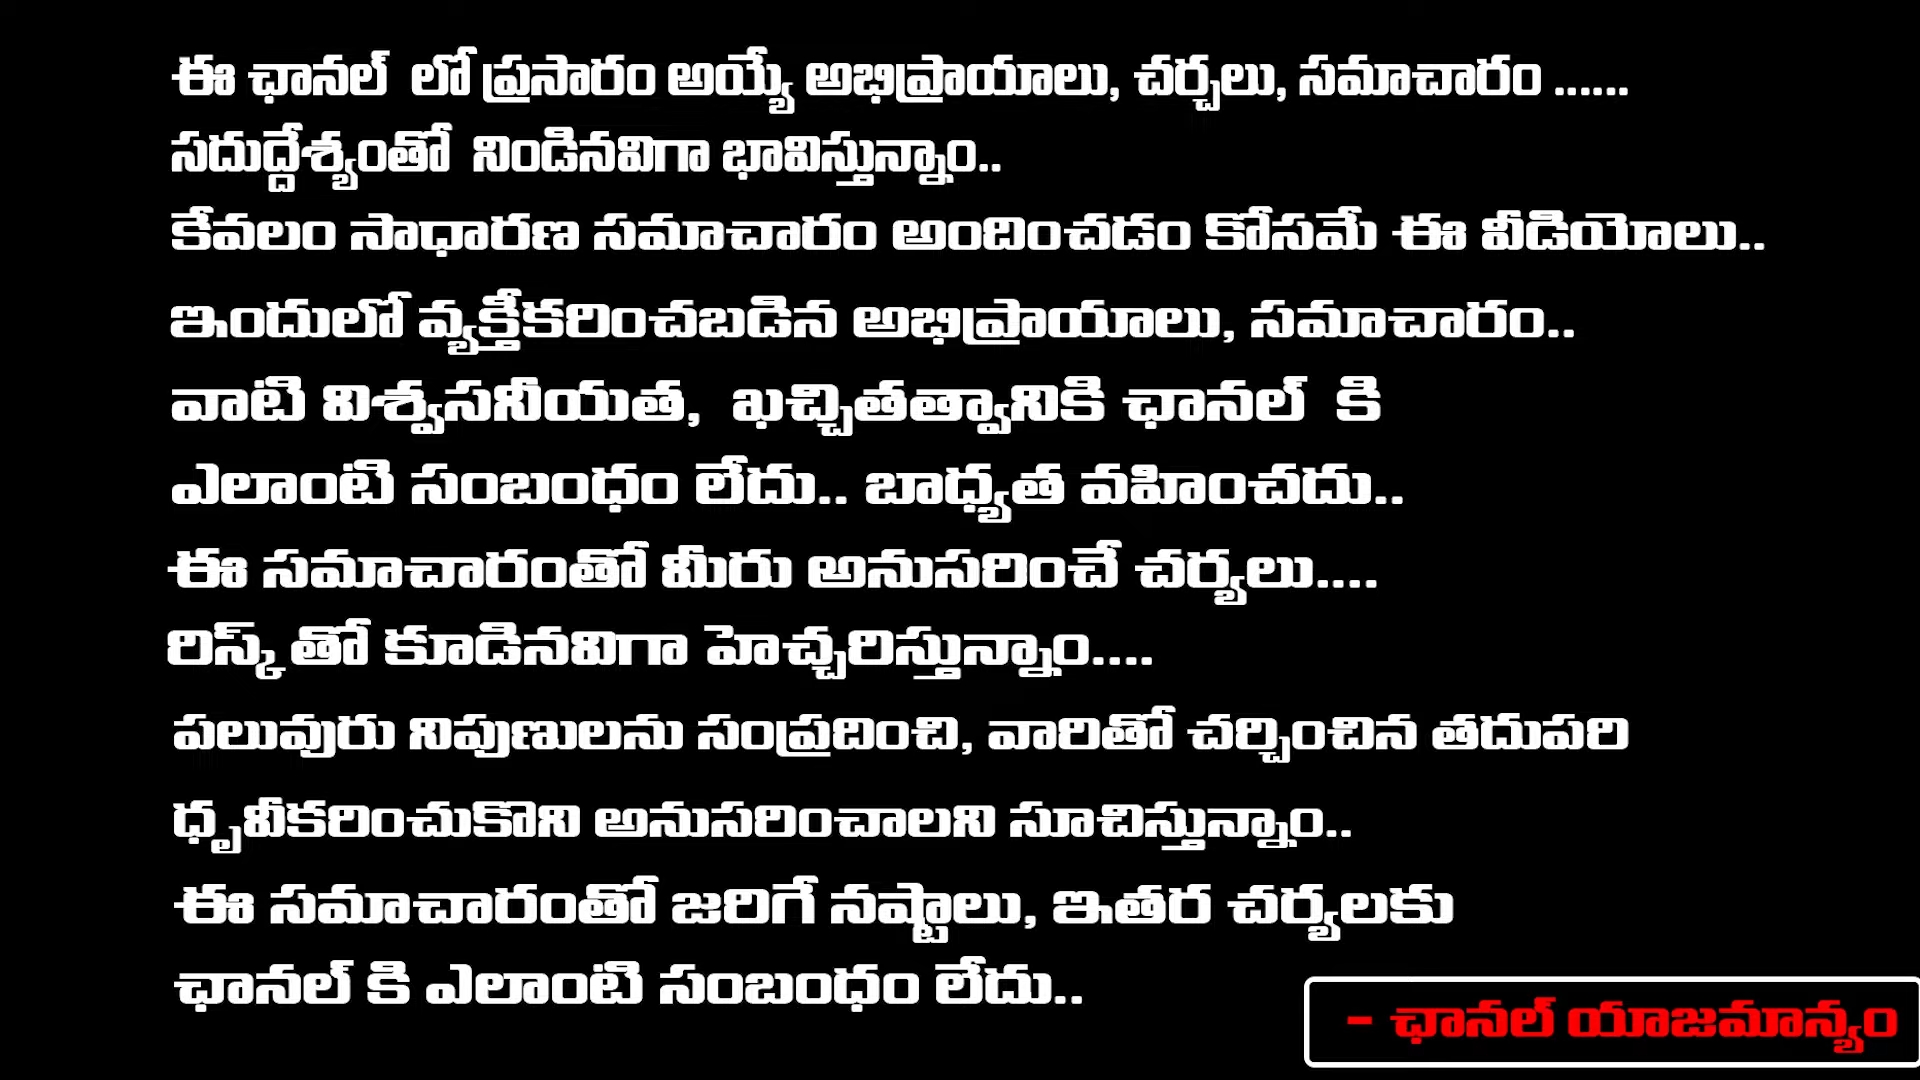 ఈ ఛానల్ లో ప్రసారం అయ్యే అభిప్రాయాలు, చర్చలు, సమాచారం ......
సదుద్దేశ్యంతో నిండినవిగా భావిస్తున్నాం..
కేవలం సాధారణ సమాచారం అందించడం కోసమే ఈ వీడియోలు..
ఇందులో వ్యక్తీకరించబడిన అభిప్రాయాలు, సమాచారం..
వాటి విశ్వసనీయత, ఖచ్చితత్వానికి ఛానల్ కి
ఎలాంటి సంబంధం లేదు.. బాధ్యత వహించదు..
ఈ సమాచారంతో మీరు అనుసరించే చర్యలు....
రిస్క్ తో కూడినవిగా హెచ్చరిస్తున్నాం....
పలువురు నిపుణులను సంప్రదించి, వారితో చర్చించిన తదుపరి
ధృవీకరించుకొని అనుసరించాలని సూచిస్తున్నాం..
ఈ సమాచారంతో జరిగే నష్టాలు, ఇతర చర్యలకు
ఛానల్ కి ఎలాంటి సంబంధం లేదు..
- ఛానల్ యాజమాన్యం